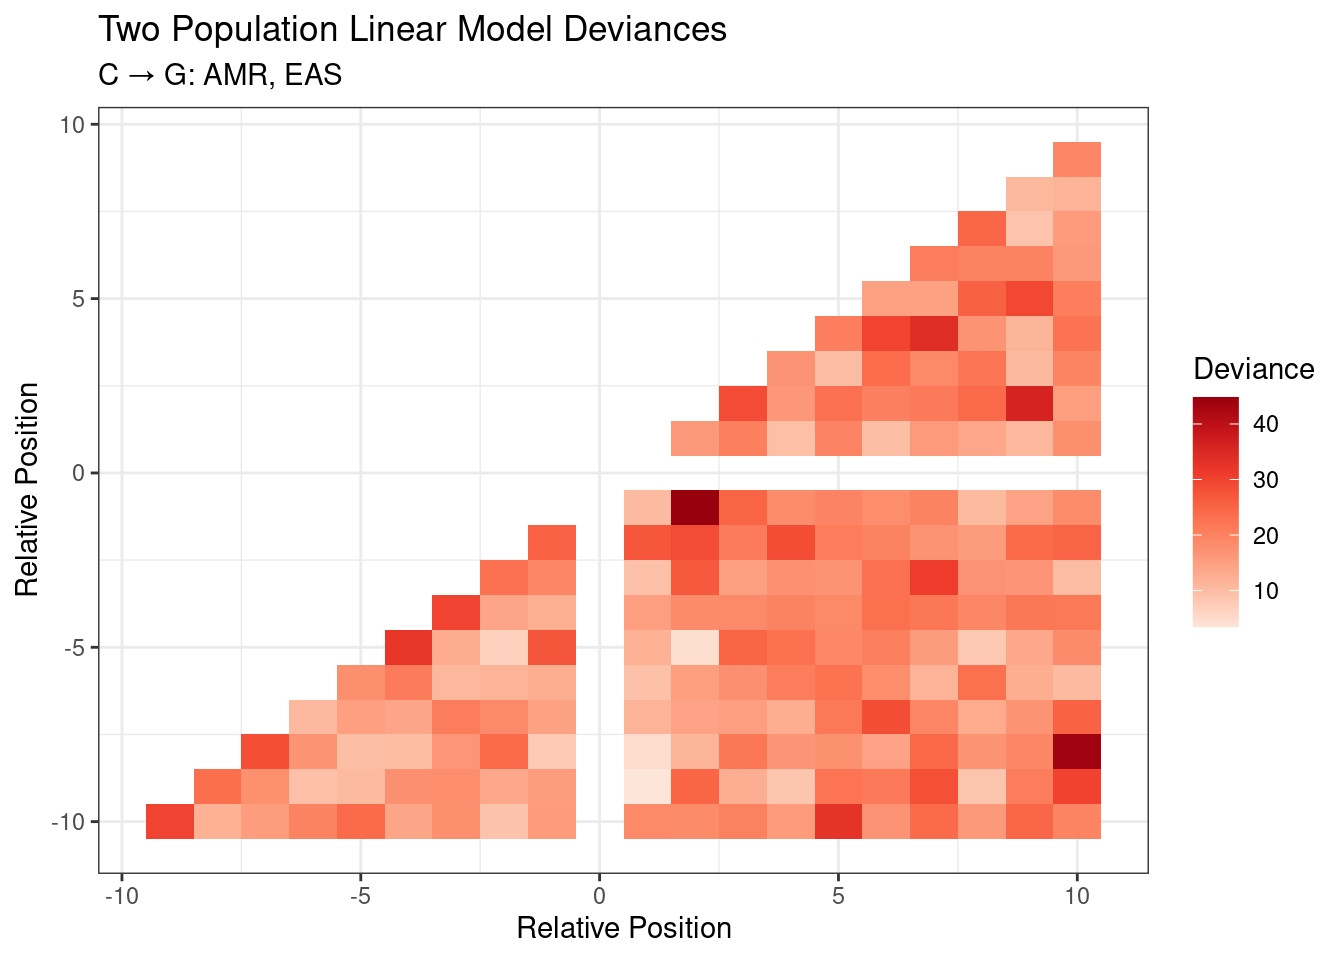 Two Population Linear Model Deviances
C → G: AMR, EAS
10
5
0
-5
-10
Relative Position
-10
-5
0
5
10
Relative Position
Deviance
40
30
20
10